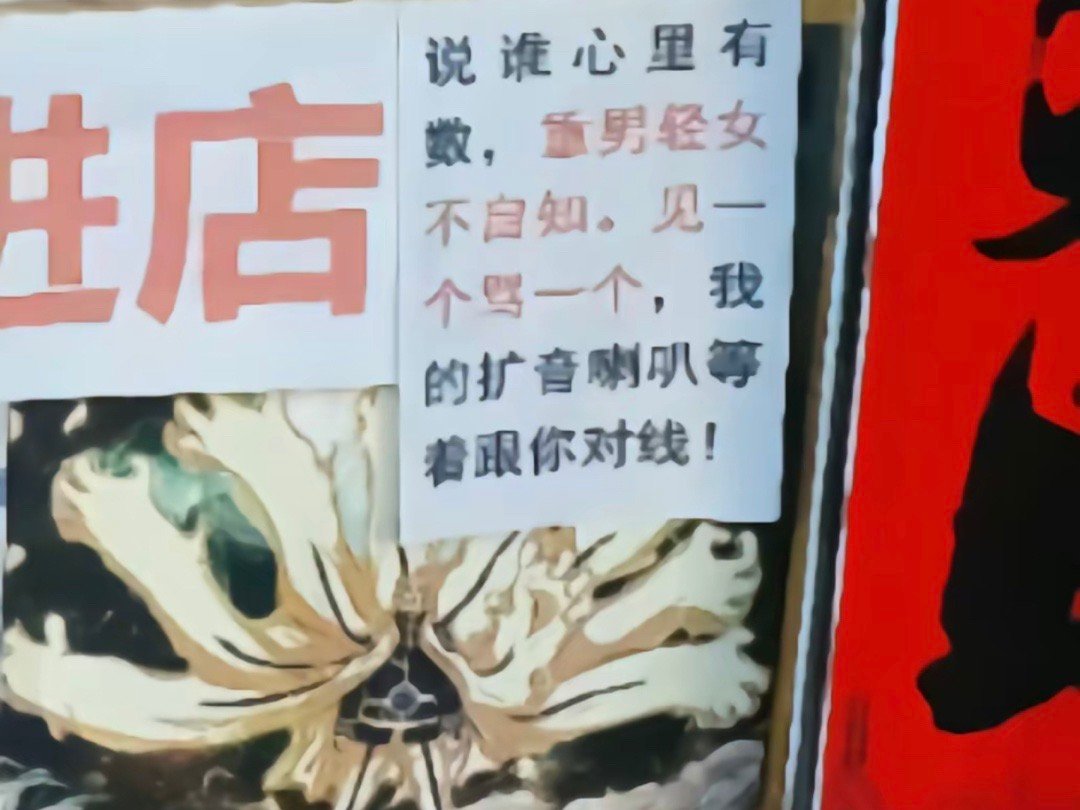 进店
说谁心里有
数，重男轻女
不自知。见一
个骂一个，我
的扩音喇叭等
着跟你对线！